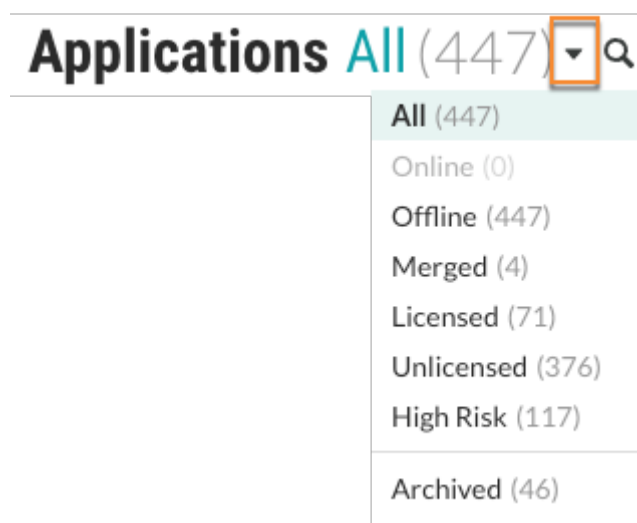 Applications All (447)
All (447)
Online (0)
Offline (447)
Merged (4)
Licensed (71)
Unlicensed (376)
High Risk (117)
Archived (46)